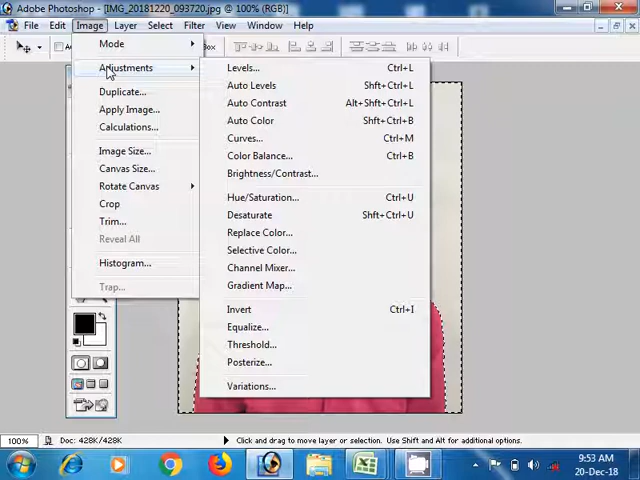 Adobe Photoshop - [IMG_20181220_093720.jpg @ 100% (RGB)]
File Edit Image Layer Select Filter View Window Help
Mode
Adjustments
Duplicate...
Apply Image...
Calculations...
Image Size...
Canvas Size...
Rotate Canvas
Crop
Trim...
Reveal All
Histogram...
Trap...
Levels... Ctrl+L
Auto Levels Shft+Ctrl+L
Auto Contrast Alt+Shft+Ctrl+L
Auto Color Shft+Ctrl+B
Curves... Ctrl+M
Color Balance... Ctrl+B
Brightness/Contrast...
Hue/Saturation... Ctrl+U
Desaturate Shft+Ctrl+U
Replace Color...
Selective Color...
Channel Mixer...
Gradient Map...
Invert Ctrl+I
Equalize...
Threshold...
Posterize...
Variations...
100% Doc: 428K/428K Click and drag to move layer or selection. Use Shift and Alt for additional options.
9:53 AM
20-Dec-18